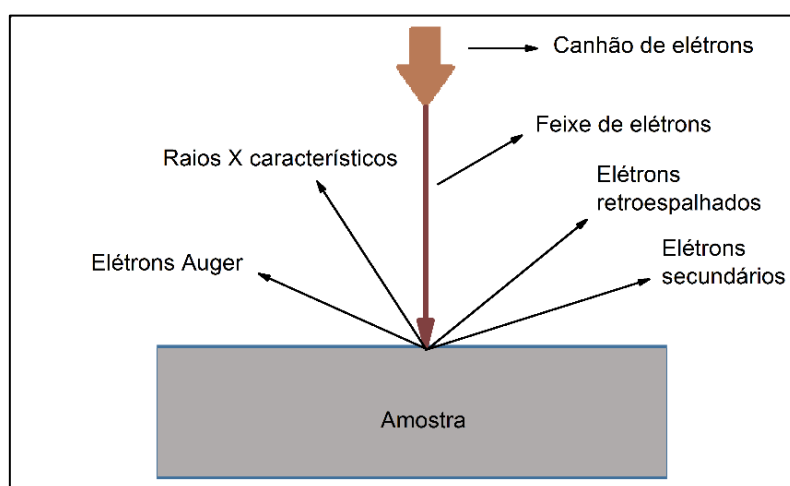 Canhão de elétrons
Feixe de elétrons
Raios X característicos
Elétrons
retroespalhados
Elétrons Auger
Elétrons
secundários
Amostra